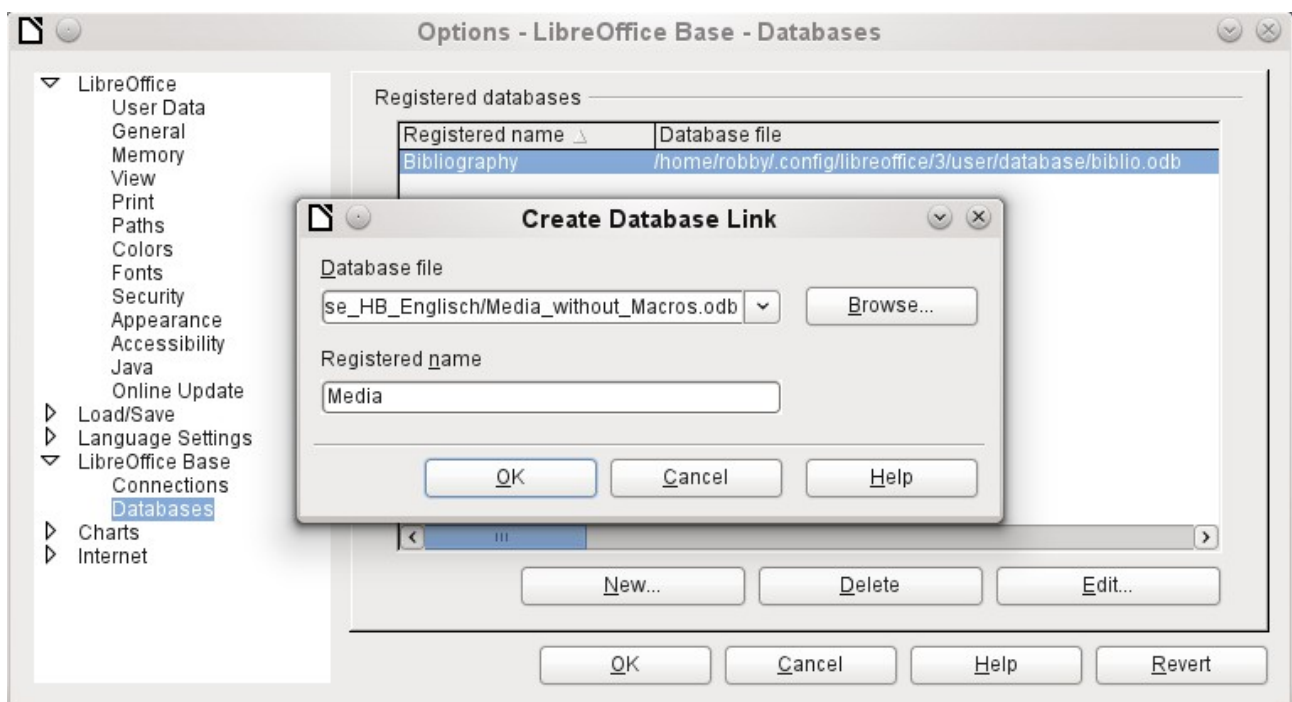 Options - LibreOffice Base - Databases
LibreOffice
User Data
General
Memory
View
Print
Paths
Colors
Fonts
Security
Appearance
Accessibility
Java
Online Update
Load/Save
Language Settings
LibreOffice Base
Connections
Databases
Charts
Internet
Registered databases
Registered name Database file
Bibliography /home/robby/.config/libreoffice/3/user/database/biblio.odb
Create Database Link
Database file
se_HB_Englisch/Media_without_Macros.odb Browse...
Registered name
Media
OK Cancel Help
New... Delete Edit...
OK Cancel Help Revert